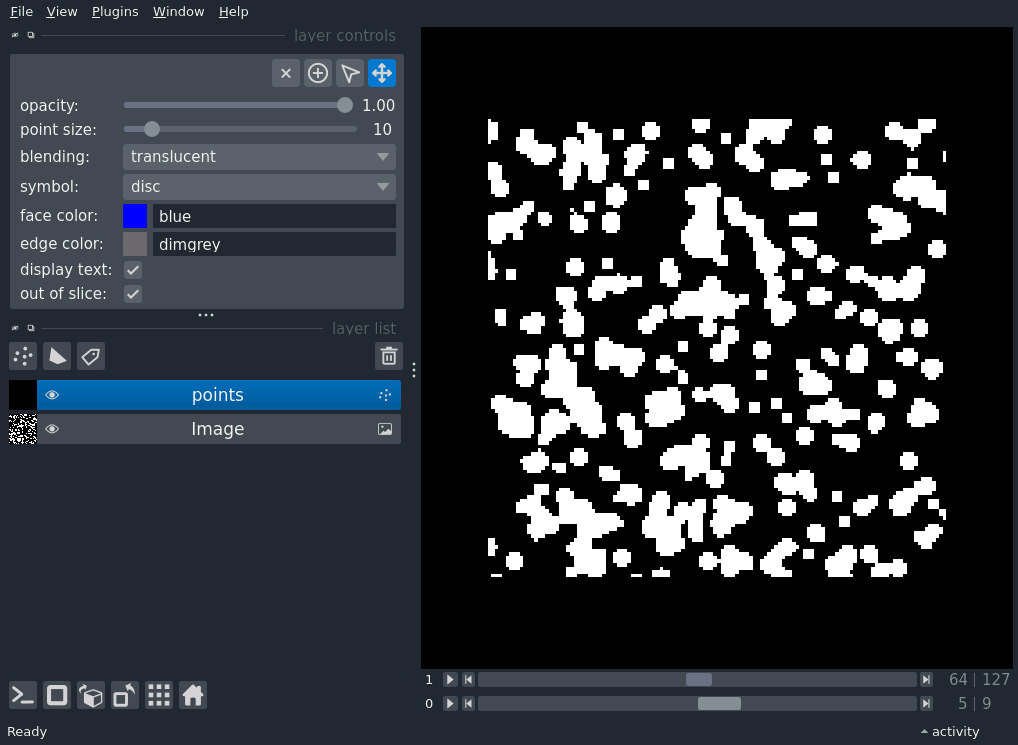 File View Plugins Window Help
layer controls
opacity: 1.00
point size: 10
blending: translucent
symbol: disc
face color: blue
edge color: dimgrey
display text:
out of slice:
layer list
points
Image
1 64 | 127
0 5 | 9
Ready activity